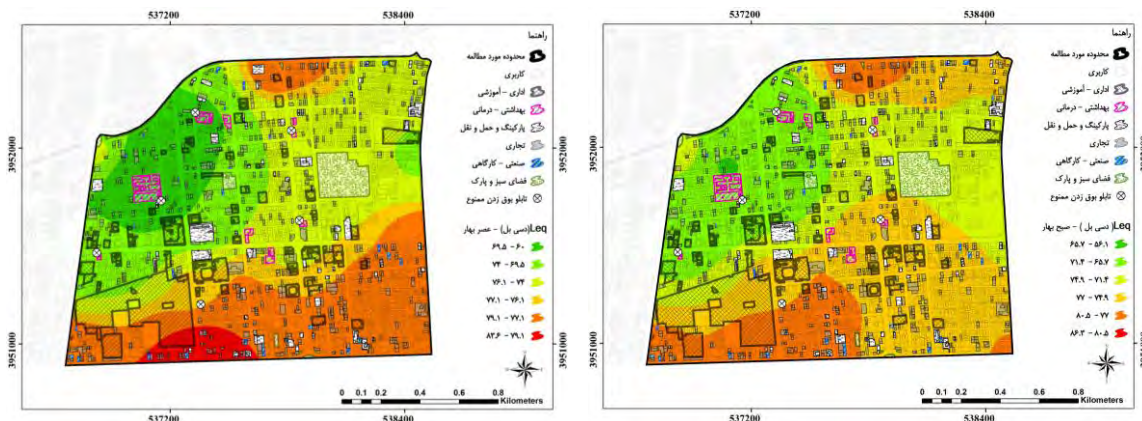 537200 538400
راهنما
محدوده مورد مطالعه
کاربری
اداری - آموزشی
بهداشتی - درمانی
پارکینگ و حمل و نقل
تجاری
صنعتی - کارگاهی
فضای سبز و پارک
تابلو بوق زدن ممنوع
Leq(دسی بل) - عصر بهار
۶۹.۵ - ۶۰
۷۴ - ۶۹.۵
۷۶.۱ - ۷۴
۷۷.۱ - ۷۶.۱
۷۹.۱ - ۷۷.۱
۸۳.۶ - ۷۹.۱
3952000
3951000
0 0.1 0.2 0.4 0.6 0.8
Kilometers
537200 538400
537200 538400
راهنما
محدوده مورد مطالعه
کاربری
اداری - آموزشی
بهداشتی - درمانی
پارکینگ و حمل و نقل
تجاری
صنعتی - کارگاهی
فضای سبز و پارک
تابلو بوق زدن ممنوع
Leq(دسی بل) - صبح بهار
۶۵.۷ - ۵۶.۱
۷۱.۴ - ۶۵.۷
۷۴.۹ - ۷۱.۴
۷۷ - ۷۴.۹
۸۰.۵ - ۷۷
۸۶.۳ - ۸۰.۵
3952000
3951000
0 0.1 0.2 0.4 0.6 0.8
Kilometers
537200 538400